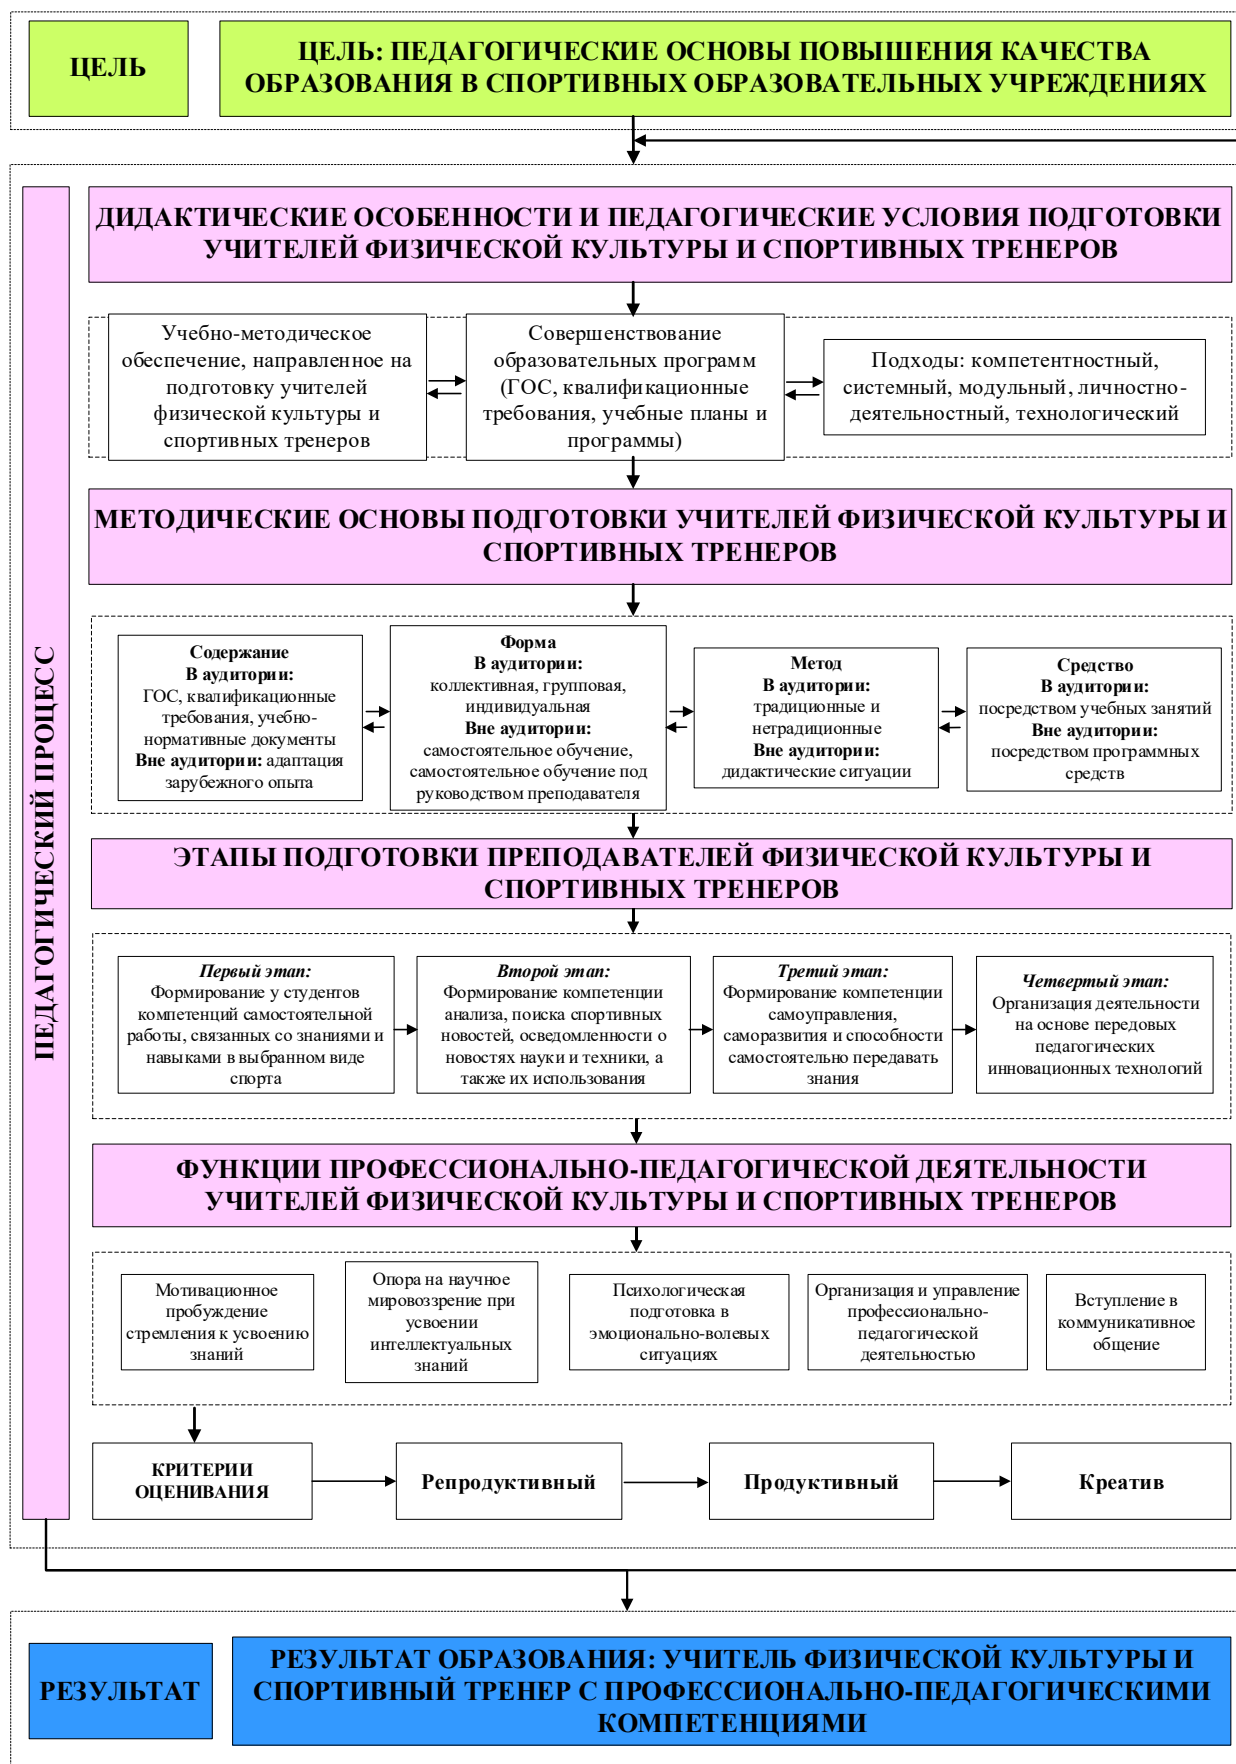 ЦЕЛЬ
ЦЕЛЬ: ПЕДАГОГИЧЕСКИЕ ОСНОВЫ ПОВЫШЕНИЯ КАЧЕСТВА
ОБРАЗОВАНИЯ В СПОРТИВНЫХ ОБРАЗОВАТЕЛЬНЫХ УЧРЕЖДЕНИЯХ
ПЕДАГОГИЧЕСКИЙ ПРОЦЕСС
ДИДАКТИЧЕСКИЕ ОСОБЕННОСТИ И ПЕДАГОГИЧЕСКИЕ УСЛОВИЯ ПОДГОТОВКИ
УЧИТЕЛЕЙ ФИЗИЧЕСКОЙ КУЛЬТУРЫ И СПОРТИВНЫХ ТРЕНЕРОВ
Учебно-методическое
обеспечение, направленное на
подготовку учителей
физической культуры и
спортивных тренеров
Совершенствование
образовательных программ
(ГОС, квалификационные
требования, учебные планы и
программы)
Подходы: компетентностный,
системный, модульный, личностно-
деятельностный, технологический
МЕТОДИЧЕСКИЕ ОСНОВЫ ПОДГОТОВКИ УЧИТЕЛЕЙ ФИЗИЧЕСКОЙ КУЛЬТУРЫ И
СПОРТИВНЫХ ТРЕНЕРОВ
Содержание
В аудитории:
ГОС, квалификационные
требования, учебно-
нормативные документы
Вне аудитории: адаптация
зарубежного опыта
Форма
В аудитории:
коллективная, групповая,
индивидуальная
Вне аудитории:
самостоятельное обучение,
самостоятельное обучение под
руководством преподавателя
Метод
В аудитории:
традиционные и
нетрадиционные
Вне аудитории:
дидактические ситуации
Средство
В аудитории:
посредством учебных занятий
Вне аудитории:
посредством программных
средств
ЭТАПЫ ПОДГОТОВКИ ПРЕПОДАВАТЕЛЕЙ ФИЗИЧЕСКОЙ КУЛЬТУРЫ И
СПОРТИВНЫХ ТРЕНЕРОВ
Первый этап:
Формирование у студентов
компетенций самостоятельной
работы, связанных со знаниями и
навыками в выбранном виде
спорта
Второй этап:
Формирование компетенции
анализа, поиска спортивных
новостей, осведомленности о
новостях науки и техники, а
также их использования
Третий этап:
Формирование компетенции
самоуправления,
саморазвития и способности
самостоятельно передавать
знания
Четвертый этап:
Организация деятельности
на основе передовых
педагогических
инновационных технологий
ФУНКЦИИ ПРОФЕССИОНАЛЬНО-ПЕДАГОГИЧЕСКОЙ ДЕЯТЕЛЬНОСТИ
УЧИТЕЛЕЙ ФИЗИЧЕСКОЙ КУЛЬТУРЫ И СПОРТИВНЫХ ТРЕНЕРОВ
Мотивационное
пробуждение
стремления к усвоению
знаний
Опора на научное
мировоззрение при
усвоении
интеллектуальных
знаний
Психологическая
подготовка в
эмоционально-волевых
ситуациях
Организация и управление
профессионально-
педагогической
деятельностью
Вступление в
коммуникативное
общение
КРИТЕРИИ
ОЦЕНИВАНИЯ
Репродуктивный
Продуктивный
Креатив
РЕЗУЛЬТАТ
РЕЗУЛЬТАТ ОБРАЗОВАНИЯ: УЧИТЕЛЬ ФИЗИЧЕСКОЙ КУЛЬТУРЫ И
СПОРТИВНЫЙ ТРЕНЕР С ПРОФЕССИОНАЛЬНО-ПЕДАГОГИЧЕСКИМИ
КОМПЕТЕНЦИЯМИ